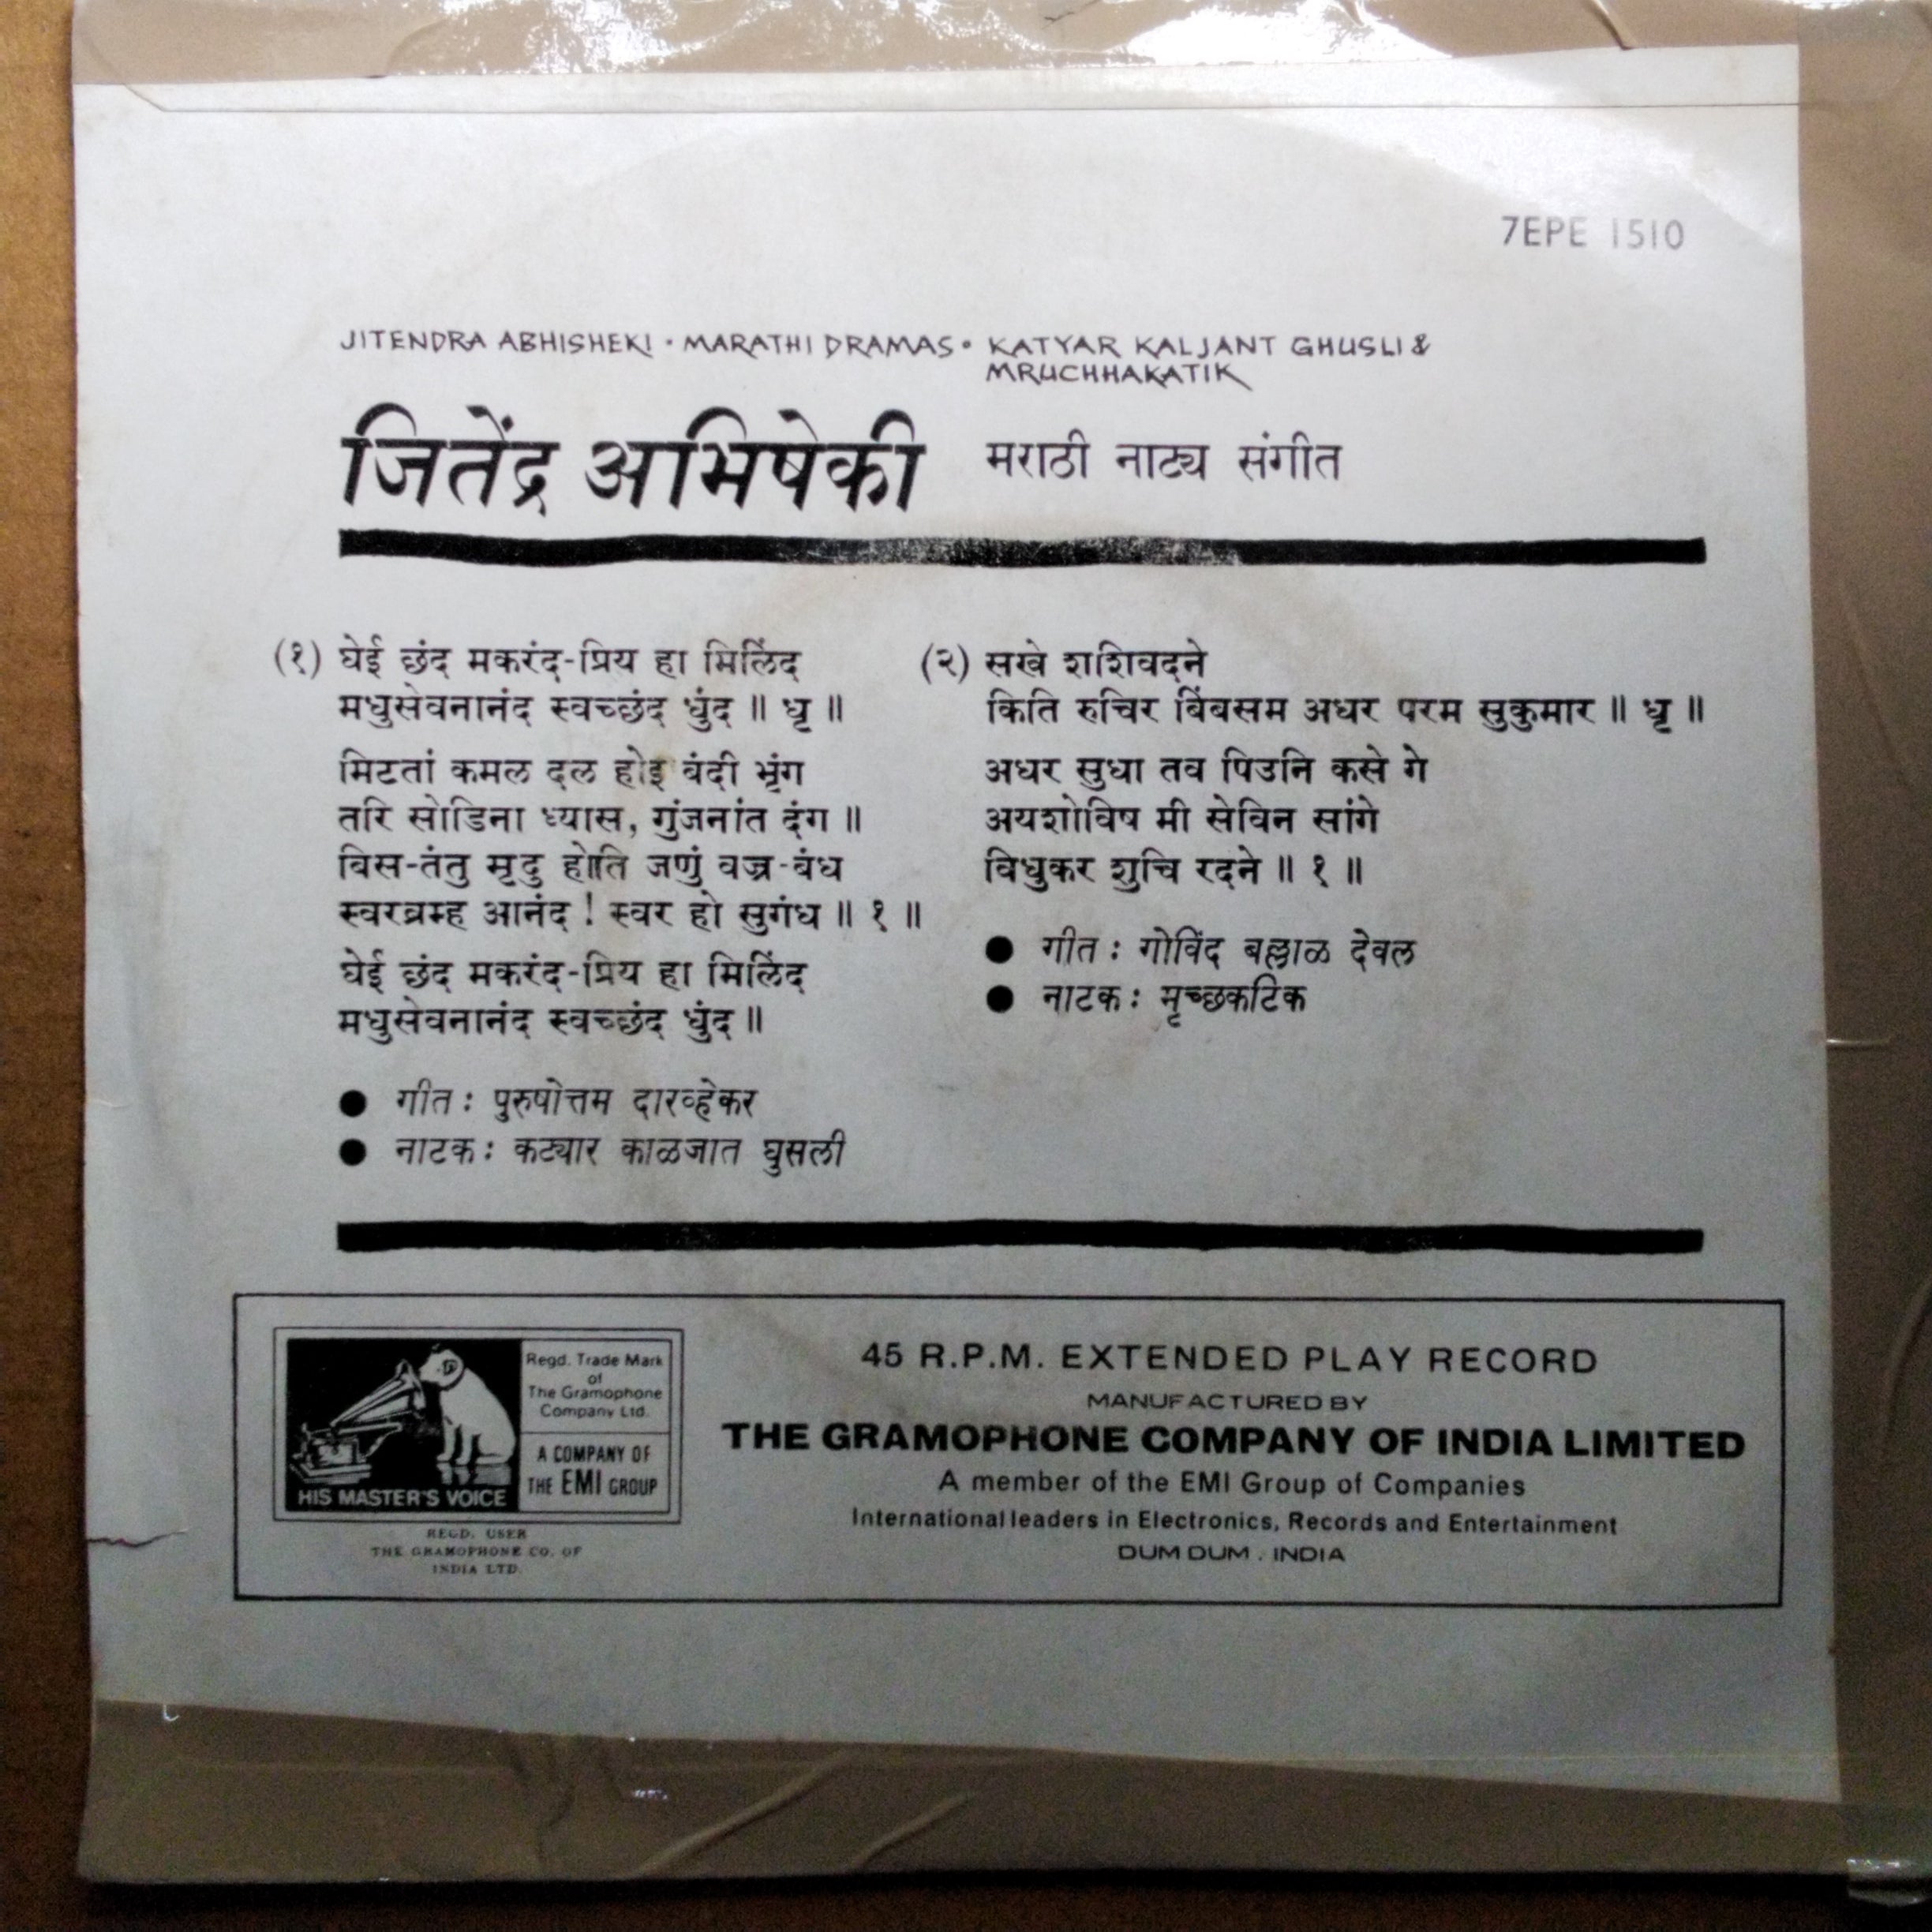 7EPE 1510
JITENDRA ABHISHEKI • MARATHI DRAMAS • KATYAR KALJANT GHUSLI &
MRUCHHAKATIK
जितेंद्र अभिषेकी मराठी नाट्य संगीत
(१) घेई छंद मकरंद-प्रिय हा मिलिंद
मधुसेवनानंद स्वच्छंद धुंद ॥ धृ ॥
मिटतां कमल दल होइ बंदी भृंग
तरि सोडिना ध्यास, गुंजनांत दंग ॥
बिस-तंतु मृदु होति जणुं वज्र-बंध
स्वरब्रम्ह आनंद ! स्वर हो सुगंध ॥ १ ॥
घेई छंद मकरंद-प्रिय हा मिलिंद
मधुसेवनानंद स्वच्छंद धुंद ॥
● गीत : पुरुषोत्तम दारव्हेकर
● नाटक : कट्यार काळजात घुसली
(२) सखे शशिवदने
किति रुचिर बिंबसम अधर परम सुकुमार ॥ धृ ॥
अधर सुधा तव पिउनि कसे गे
अयशोविष मी सेविन सांगे
विधुकर शुचि रदने ॥ १ ॥
● गीत : गोविंद बल्लाळ देवल
● नाटक : मृच्छकटिक
HIS MASTER'S VOICE
Regd. Trade Mark
of
The Gramophone
Company Ltd.
A COMPANY OF
THE EMI GROUP
REGD. USER
THE GRAMOPHONE CO. OF
INDIA LTD.
45 R.P.M. EXTENDED PLAY RECORD
MANUFACTURED BY
THE GRAMOPHONE COMPANY OF INDIA LIMITED
A member of the EMI Group of Companies
International leaders in Electronics, Records and Entertainment
DUM DUM . INDIA